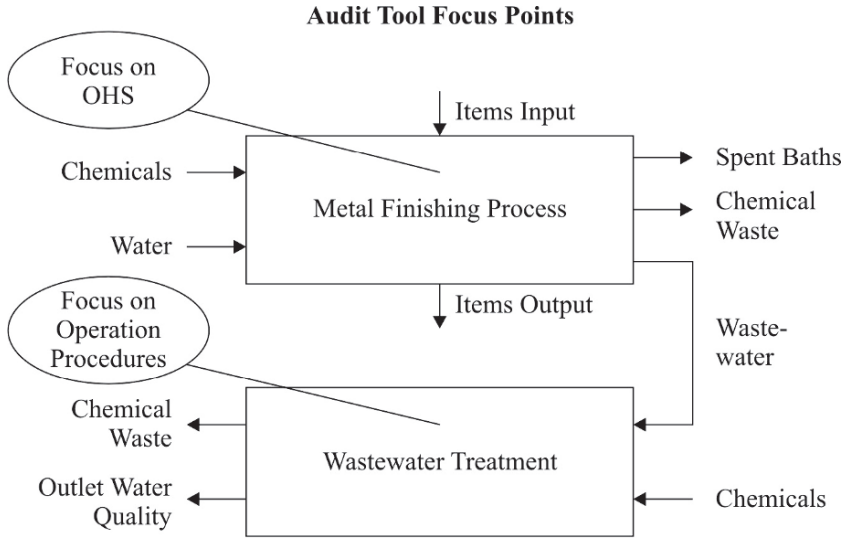 Audit Tool Focus Points
Focus on
OHS
Items Input
Chemicals
Water
Metal Finishing Process
Spent Baths
Chemical
Waste
Items Output
Focus on
Operation
Procedures
Waste-
water
Chemical
Waste
Outlet Water
Quality
Wastewater Treatment
Chemicals